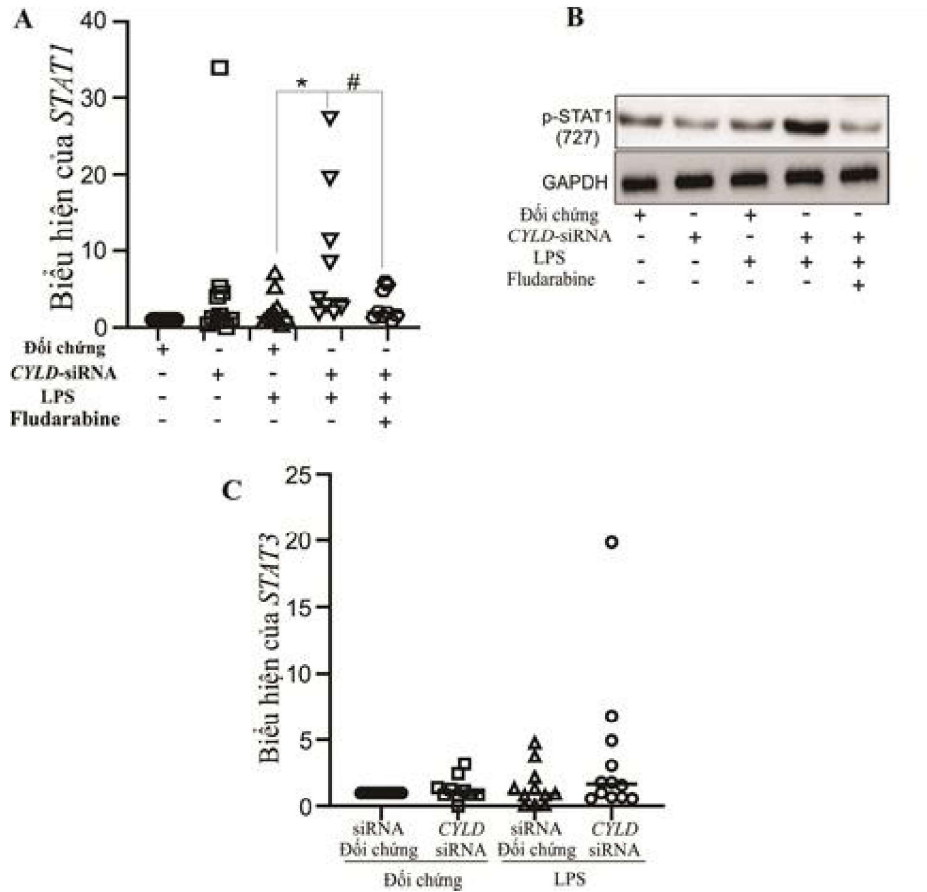 A
Biểu hiện của STAT1
40
30
20
10
0
* #
Đối chứng + - + - -
CYLD-siRNA - + - + +
LPS - - + + +
Fludarabine - - - - +
B
p-STAT1
(727)
GAPDH
Đối chứng + - + - -
CYLD-siRNA - + - + +
LPS - - + + +
Fludarabine - - - - +
C
Biểu hiện của STAT3
25
20
15
10
5
0
siRNA CYLD siRNA CYLD
Đối chứng siRNA Đối chứng siRNA
Đối chứng LPS